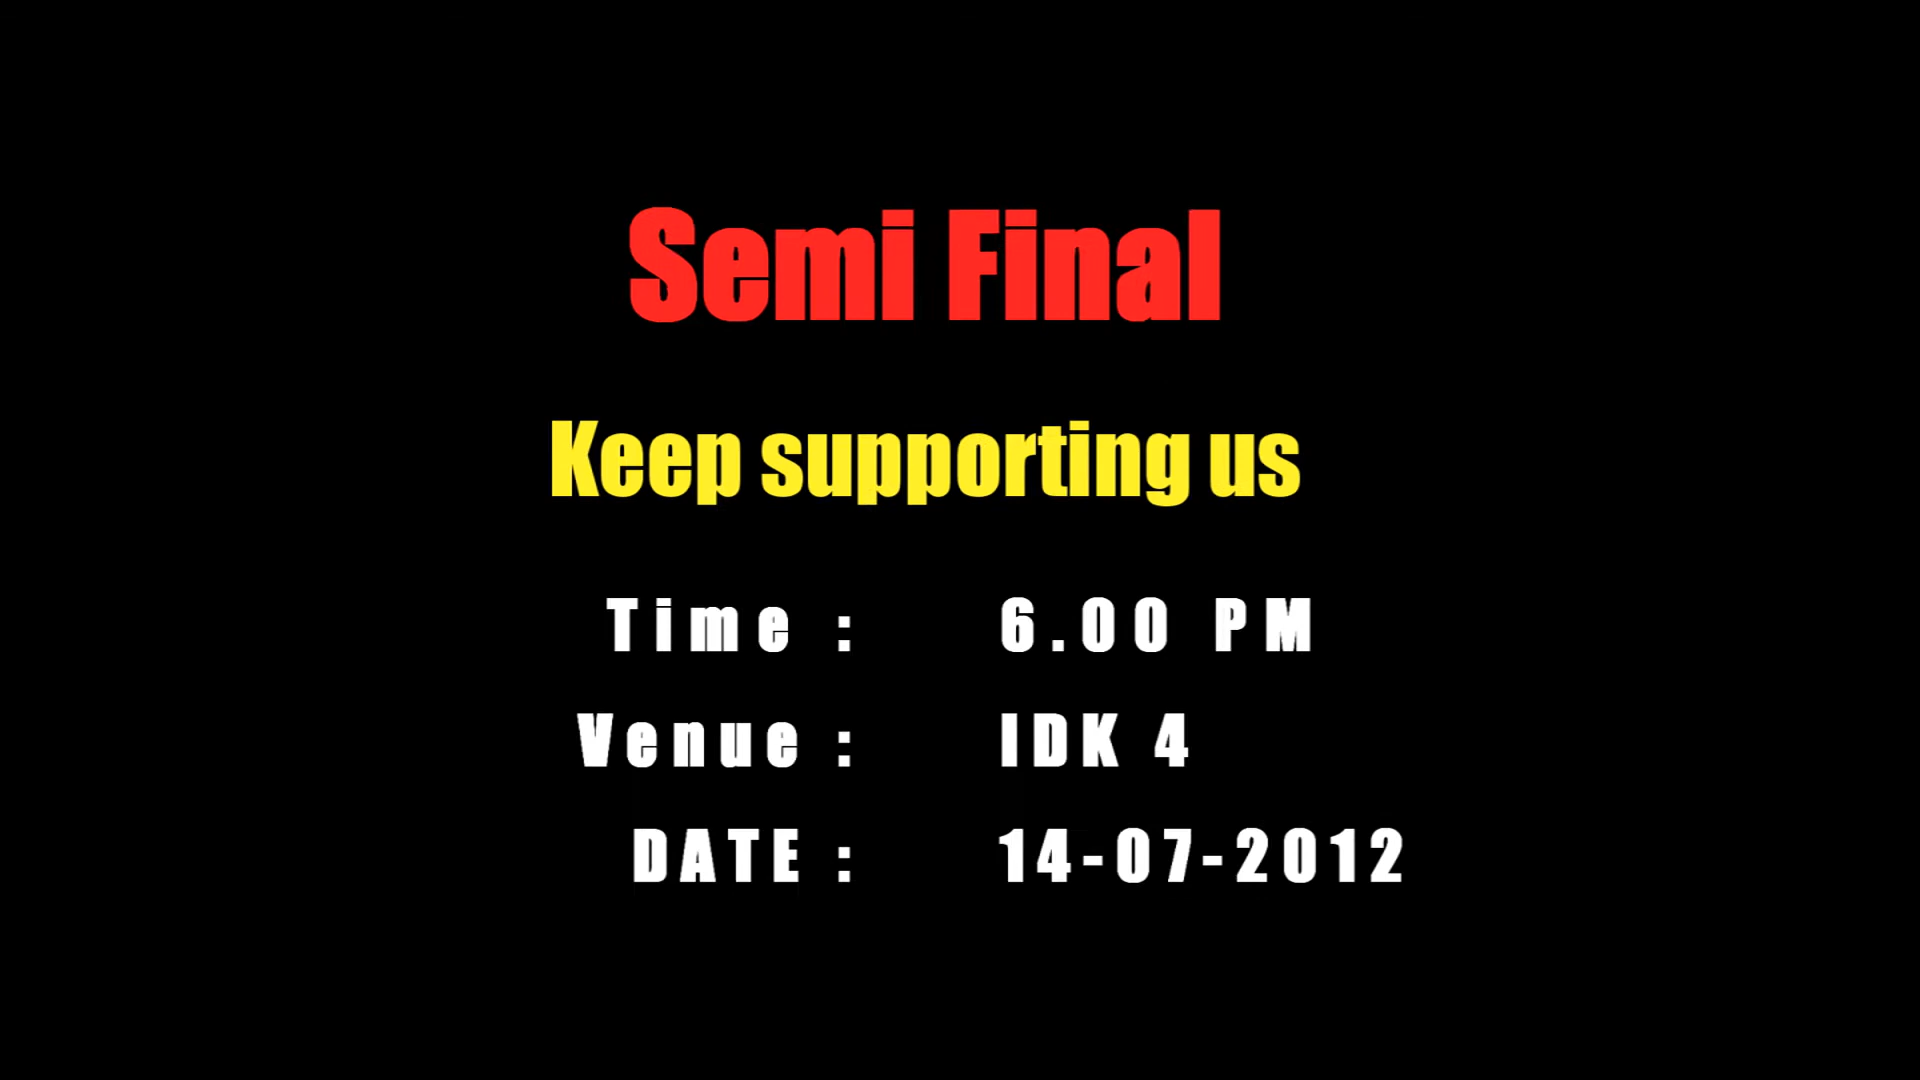 Semi Final
Keep supporting us
Time : 6.00 PM
Venue : IDK 4
DATE : 14-07-2012